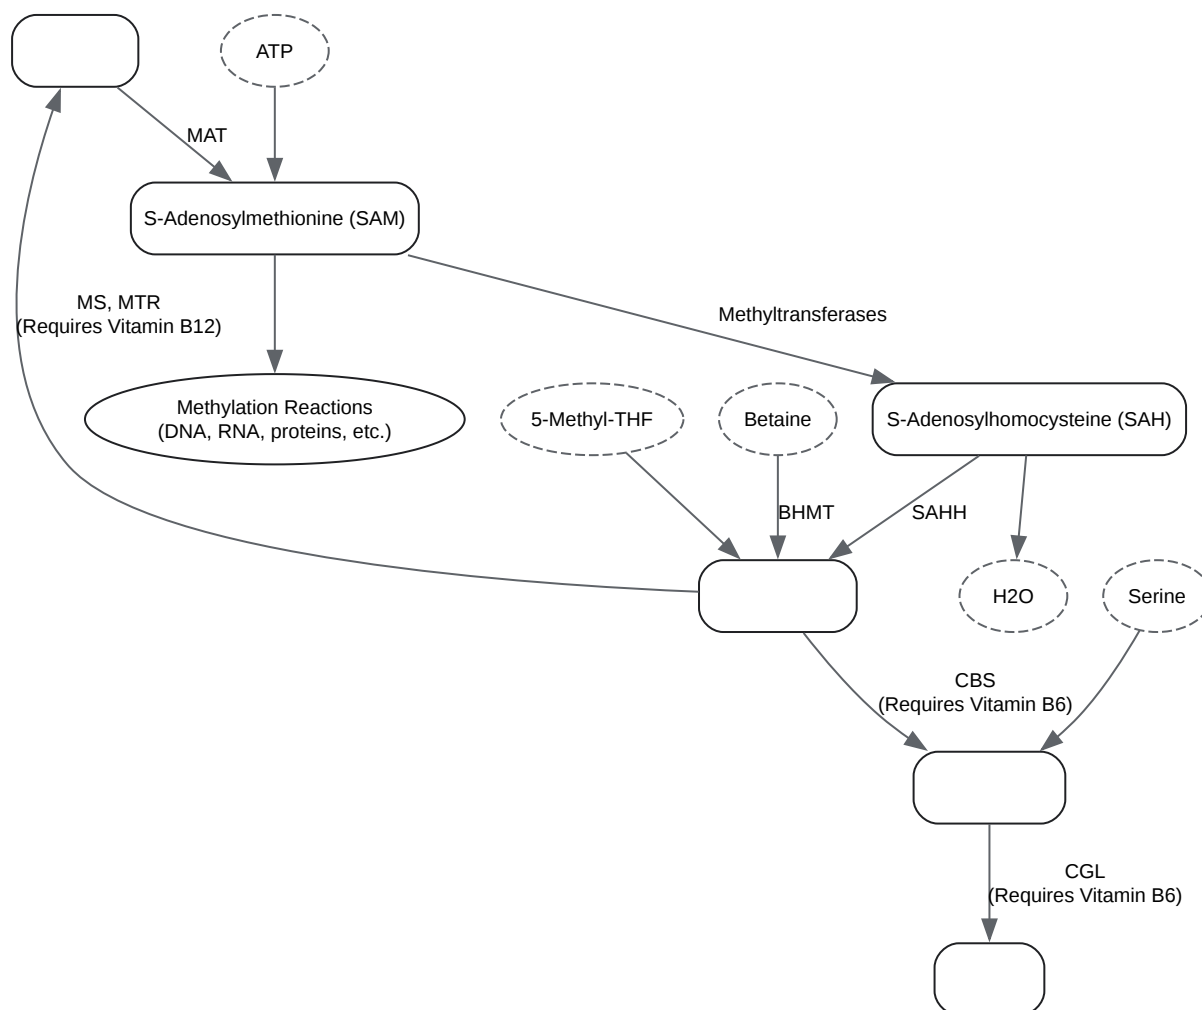 ATP
MAT
S-Adenosylmethionine (SAM)
MS, MTR
(Requires Vitamin B12)
Methyltransferases
Methylation Reactions
(DNA, RNA, proteins, etc.)
5-Methyl-THF
Betaine
S-Adenosylhomocysteine (SAH)
BHMT
SAHH
H2O
Serine
CBS
(Requires Vitamin B6)
CGL
(Requires Vitamin B6)